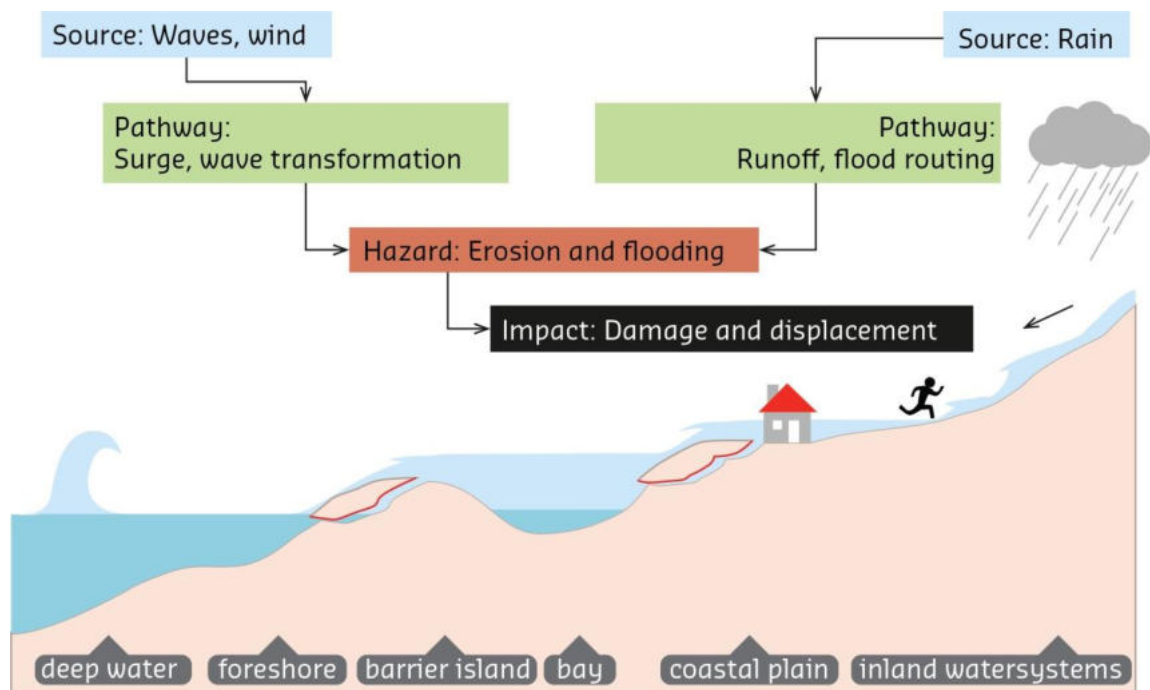 Source: Waves, wind
Source: Rain
Pathway:
Surge, wave transformation
Pathway:
Runoff, flood routing
Hazard: Erosion and flooding
Impact: Damage and displacement
deep water
foreshore
barrier island
bay
coastal plain
inland watersystems